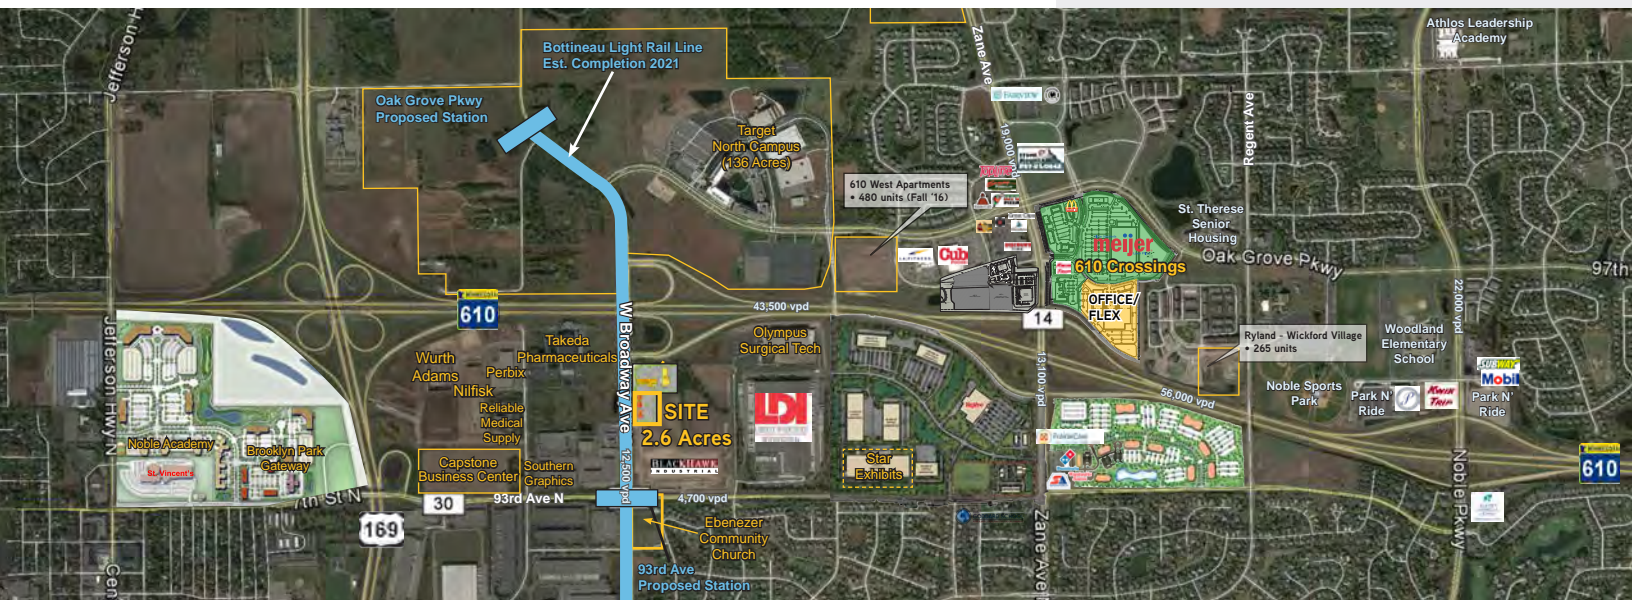 Jefferson H
Bottineau Light Rail Line
Est. Completion 2021
Oak Grove Pkwy
Proposed Station
Zane Ave
Athlos Leadership
Academy
FAIRVIEW
19,000 vpd
Regent Ave
Target
North Campus
(136 Acres)
610 West Apartments
• 480 units (Fall '16)
St. Therese
Senior
Housing
meijer
610 Crossings
Cub
Oak Grove Pkwy
97th
OFFICE/
FLEX
14
610
43,500 vpd
W Broadway Ave
22,000 vpd
Jefferson Hwy N
Wurth
Adams
Perbix
Nilfisk
Takeda
Pharmaceuticals
Reliable
Medical
Supply
Olympus
Surgical Tech
SITE
2.6 Acres
LDI
BLACKHAWK
INDUSTRIAL
13,100 vpd
56,000 vpd
Ryland - Wickford Village
• 265 units
Woodland
Elementary
School
Noble Sports
Park
Park N'
Ride
KWIK
TRIP
SUBWAY
Mobil
Park N'
Ride
Noble Academy
St. Vincent's
Brooklyn Park
Gateway
Capstone
Business Center
Southern
Graphics
12,500 vpd
Star
Exhibits
610
7th St N
30
93rd Ave N
4,700 vpd
169
Ebenezer
Community
Church
93rd Ave
Proposed Station
Zane Ave
Noble Pkwy
Cen